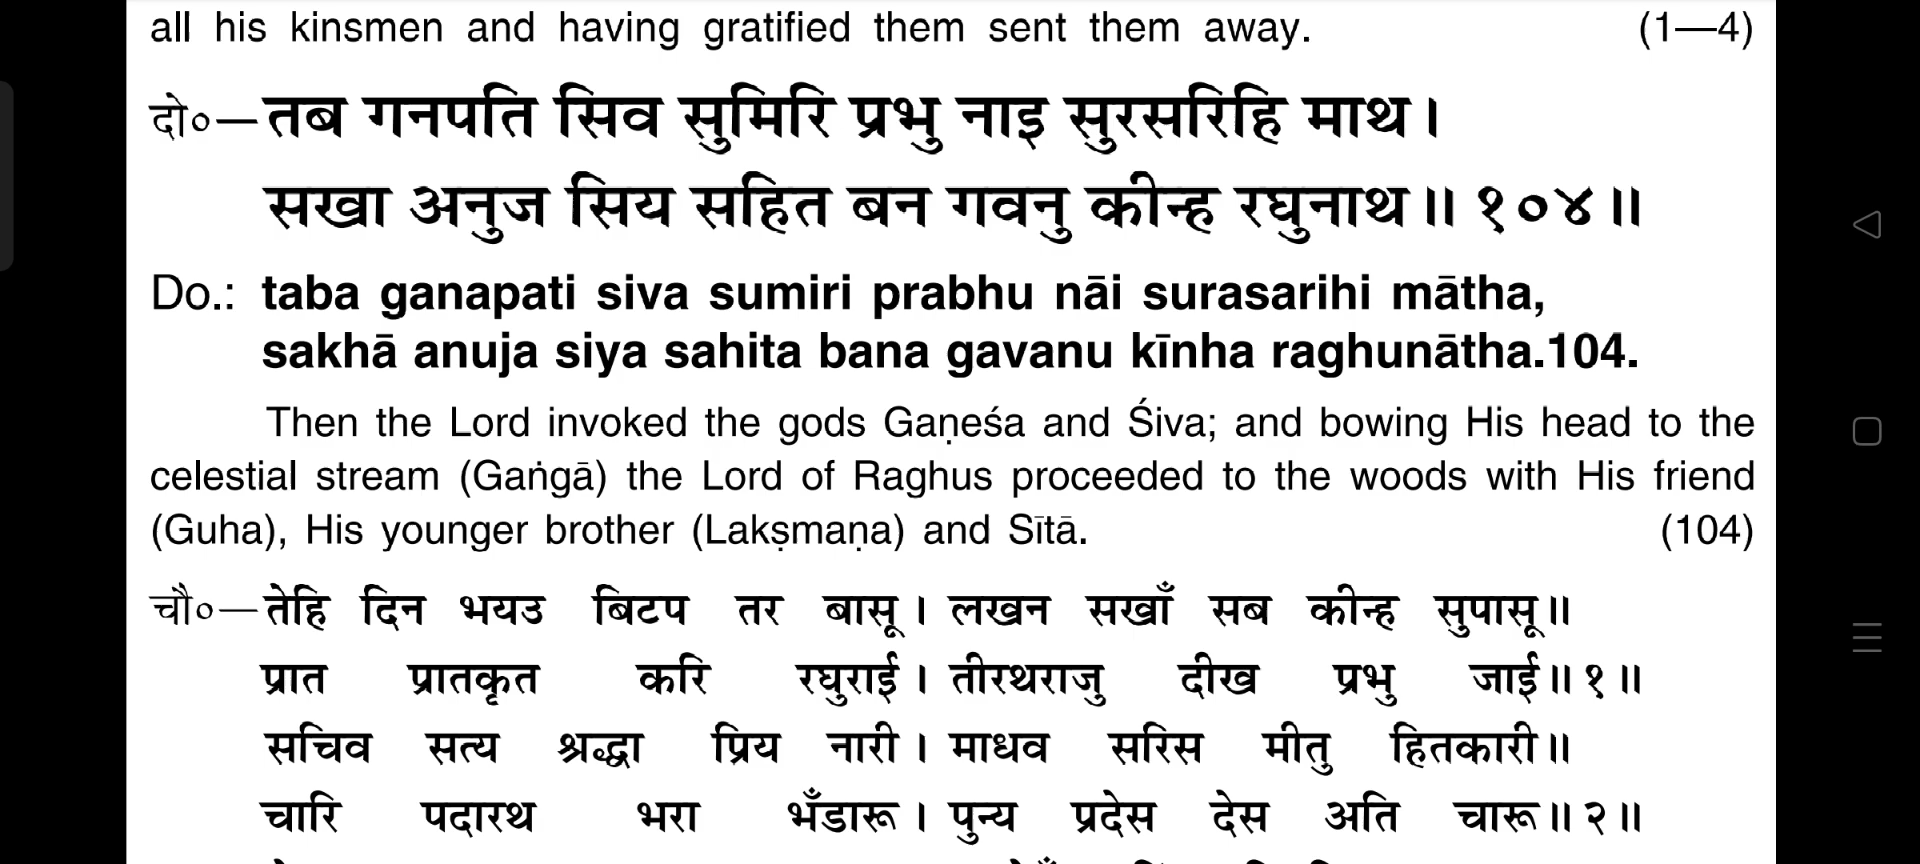 all his kinsmen and having gratified them sent them away. (1—4)
दो०—तब गनपति सिव सुमिरि प्रभु नाइ सुरसरिहि माथ।
सखा अनुज सिय सहित बन गवनु कीन्ह रघुनाथ॥ १०४॥
Do.: taba ganapati siva sumiri prabhu nāi surasarihi mātha,
sakhā anuja siya sahita bana gavanu kīnha raghunātha.104.
Then the Lord invoked the gods Gaṇeśa and Śiva; and bowing His head to the
celestial stream (Gaṅgā) the Lord of Raghus proceeded to the woods with His friend
(Guha), His younger brother (Lakṣmaṇa) and Sītā. (104)
चौ०—तेहि दिन भयउ बिटप तर बासू। लखन सखाँ सब कीन्ह सुपासू॥
प्रात प्रातकृत करि रघुराई। तीरथराजु दीख प्रभु जाई॥ १॥
सचिव सत्य श्रद्धा प्रिय नारी। माधव सरिस मीतु हितकारी॥
चारि पदारथ भरा भँडारू। पुन्य प्रदेस देस अति चारू॥ २॥